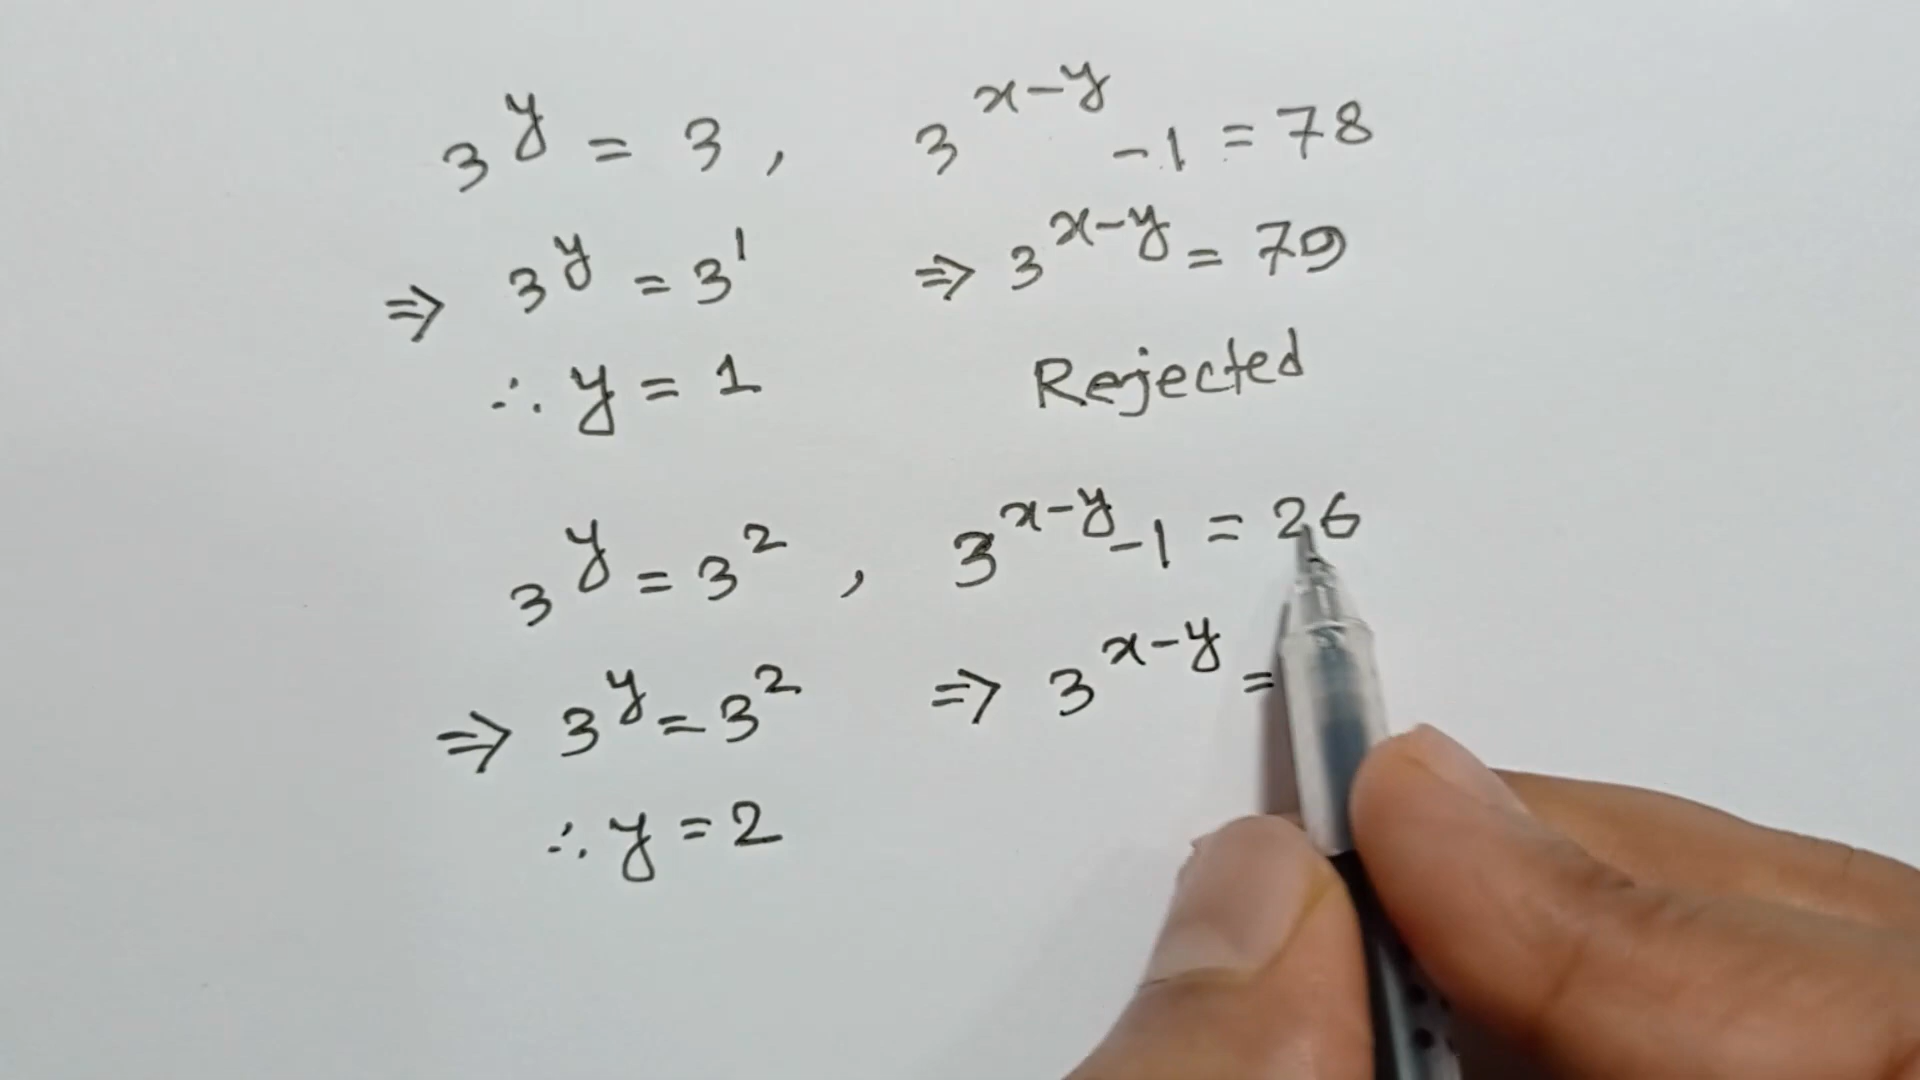 3^y = 3 , 3^{x-y} - 1 = 78
⇒ 3^y = 3^1 ⇒ 3^{x-y} = 79
∴ y = 1 Rejected
3^y = 3^2 , 3^{x-y} - 1 = 26
⇒ 3^y = 3^2 ⇒ 3^{x-y} =
∴ y = 2